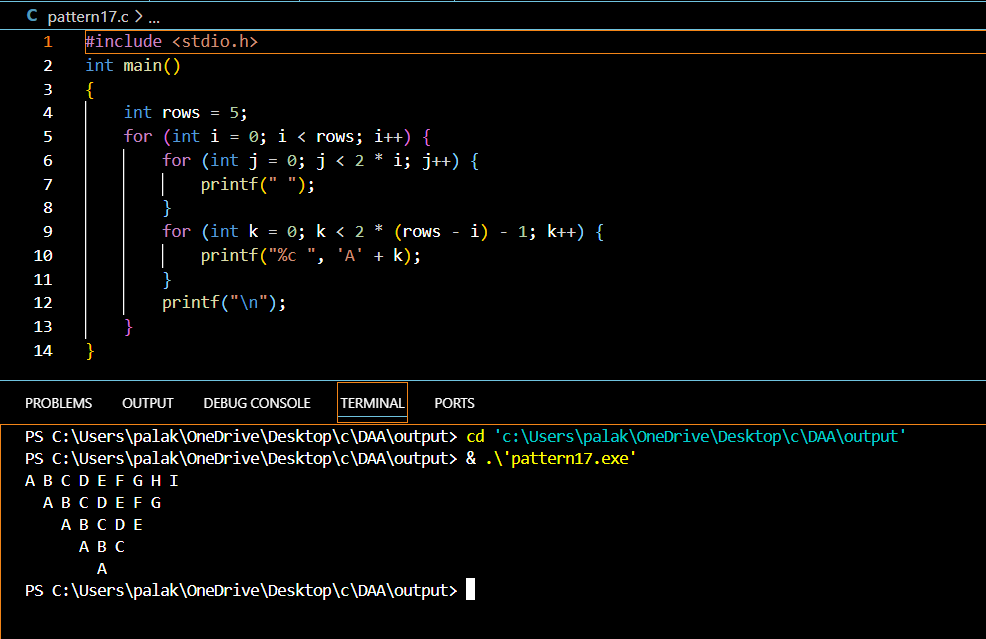 C pattern17.c > ...
1 #include <stdio.h>
2 int main()
3 {
4     int rows = 5;
5     for (int i = 0; i < rows; i++) {
6         for (int j = 0; j < 2 * i; j++) {
7             printf(" ");
8         }
9         for (int k = 0; k < 2 * (rows - i) - 1; k++) {
10             printf("%c ", 'A' + k);
11         }
12         printf("\n");
13     }
14 }
PROBLEMS OUTPUT DEBUG CONSOLE TERMINAL PORTS
PS C:\Users\palak\OneDrive\Desktop\c\DAA\output> cd 'c:\Users\palak\OneDrive\Desktop\c\DAA\output'
PS C:\Users\palak\OneDrive\Desktop\c\DAA\output> & .\'pattern17.exe'
A B C D E F G H I
  A B C D E F G
    A B C D E
      A B C
        A
PS C:\Users\palak\OneDrive\Desktop\c\DAA\output>